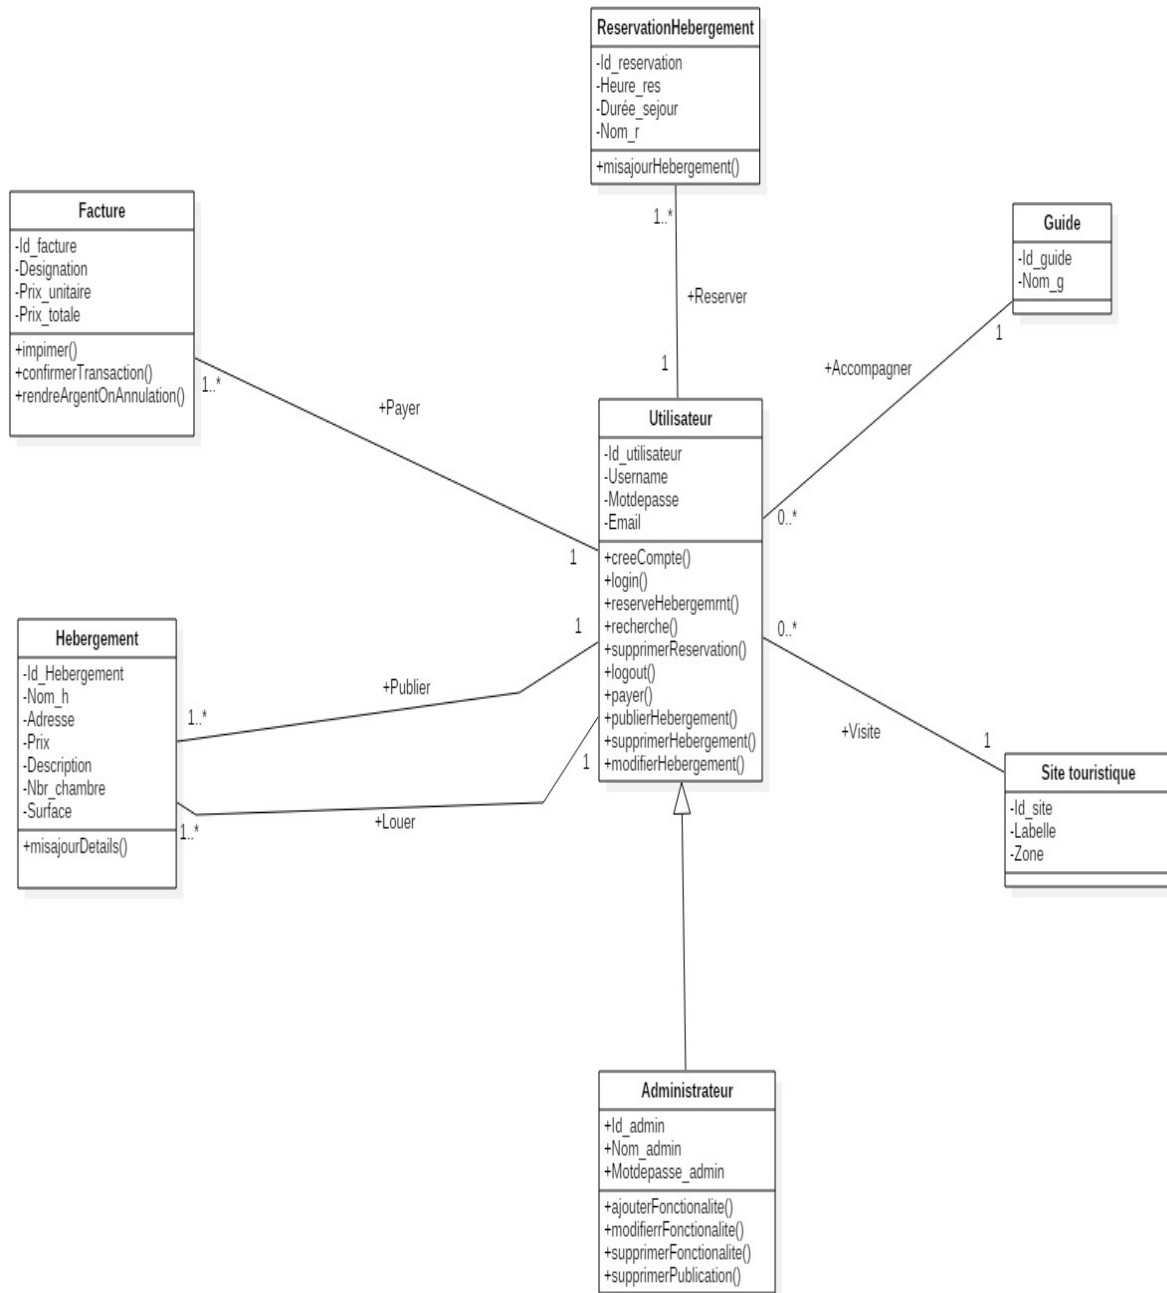 ReservationHebergement
-Id_reservation
-Heure_res
-Durée_sejour
-Nom_r
+misajourHebergement()
1..*
+Reserver
1
Facture
-Id_facture
-Designation
-Prix_unitaire
-Prix_totale
+impimer()
+confirmerTransaction()
+rendreArgentOnAnnulation()
1..*
+Payer
1
Guide
-Id_guide
-Nom_g
1
+Accompagner
0..*
Utilisateur
-Id_utilisateur
-Username
-Motdepasse
-Email
+creeCompte()
+login()
+reserveHebergemrnt()
+recherche()
+supprimerReservation()
+logout()
+payer()
+publierHebergement()
+supprimerHebergement()
+modifierHebergement()
Hebergement
-Id_Hebergement
-Nom_h
-Adresse
-Prix
-Description
-Nbr_chambre
-Surface
+misajourDetails()
1
+Publier
1..*
1
+Louer
1..*
0..*
+Visite
1
Site touristique
-Id_site
-Labelle
-Zone
Administrateur
+Id_admin
+Nom_admin
+Motdepasse_admin
+ajouterFonctionalite()
+modifierrFonctionalite()
+supprimerFonctionalite()
+supprimerPublication()